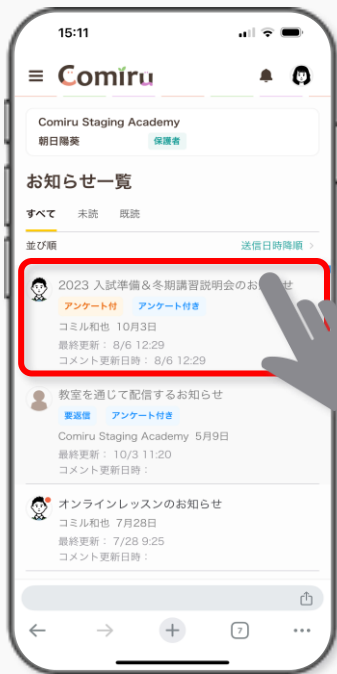 15:11
Comiru
Comiru Staging Academy
朝日陽葵 保護者
お知らせ一覧
すべて 未読 既読
並び順 送信日時降順
2023 入試準備＆冬期講習説明会のお せ
アンケート付 アンケート付き
コミル和也 10月3日
最終更新： 8/6 12:29
コメント更新日時： 8/6 12:29
教室を通じて配信するお知らせ
要返信 アンケート付き
Comiru Staging Academy 5月9日
最終更新： 10/3 11:20
コメント更新日時：
オンラインレッスンのお知らせ
コミル和也 7月28日
最終更新： 7/28 9:25
コメント更新日時：
7